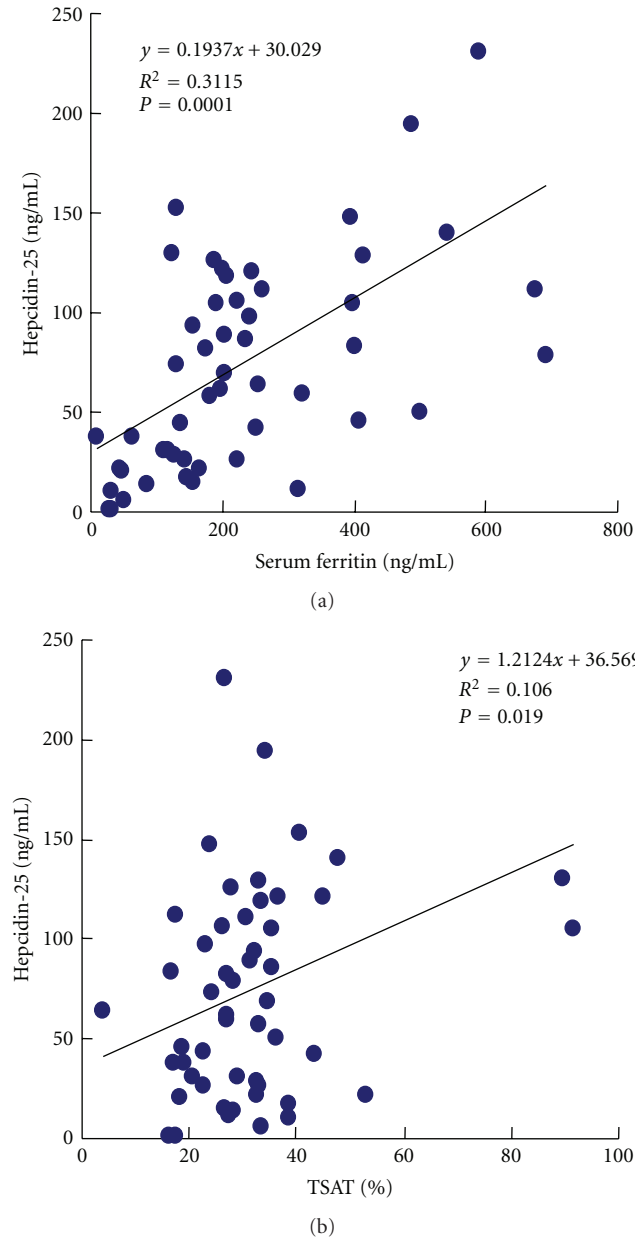 250
200
150
100
50
0
Hepcidin-25 (ng/mL)
y = 0.1937x + 30.029
R² = 0.3115
P = 0.0001
0 200 400 600 800
Serum ferritin (ng/mL)
(a)
250
200
150
100
50
0
Hepcidin-25 (ng/mL)
y = 1.2124x + 36.569
R² = 0.106
P = 0.019
0 20 40 60 80 100
TSAT (%)
(b)